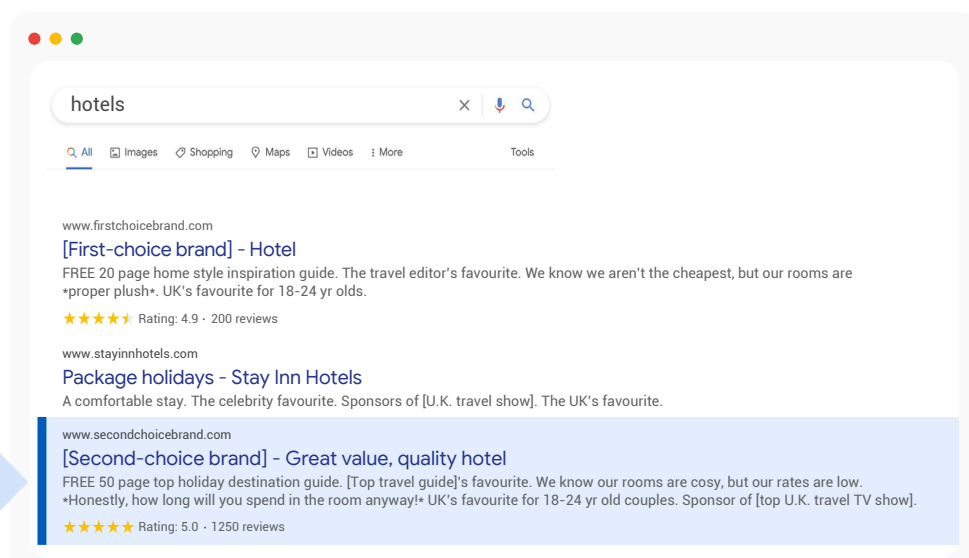 hotels
All Images Shopping Maps Videos More Tools
www.firstchoicebrand.com
[First-choice brand] - Hotel
FREE 20 page home style inspiration guide. The travel editor's favourite. We know we aren't the cheapest, but our rooms are
*proper plush*. UK's favourite for 18-24 yr olds.
Rating: 4.9 · 200 reviews
www.stayinnhotels.com
Package holidays - Stay Inn Hotels
A comfortable stay. The celebrity favourite. Sponsors of [U.K. travel show]. The UK's favourite.
www.secondchoicebrand.com
[Second-choice brand] - Great value, quality hotel
FREE 50 page top holiday destination guide. [Top travel guide]'s favourite. We know our rooms are cosy, but our rates are low.
*Honestly, how long will you spend in the room anyway!* UK's favourite for 18-24 yr old couples. Sponsor of [top U.K. travel TV show].
Rating: 5.0 · 1250 reviews